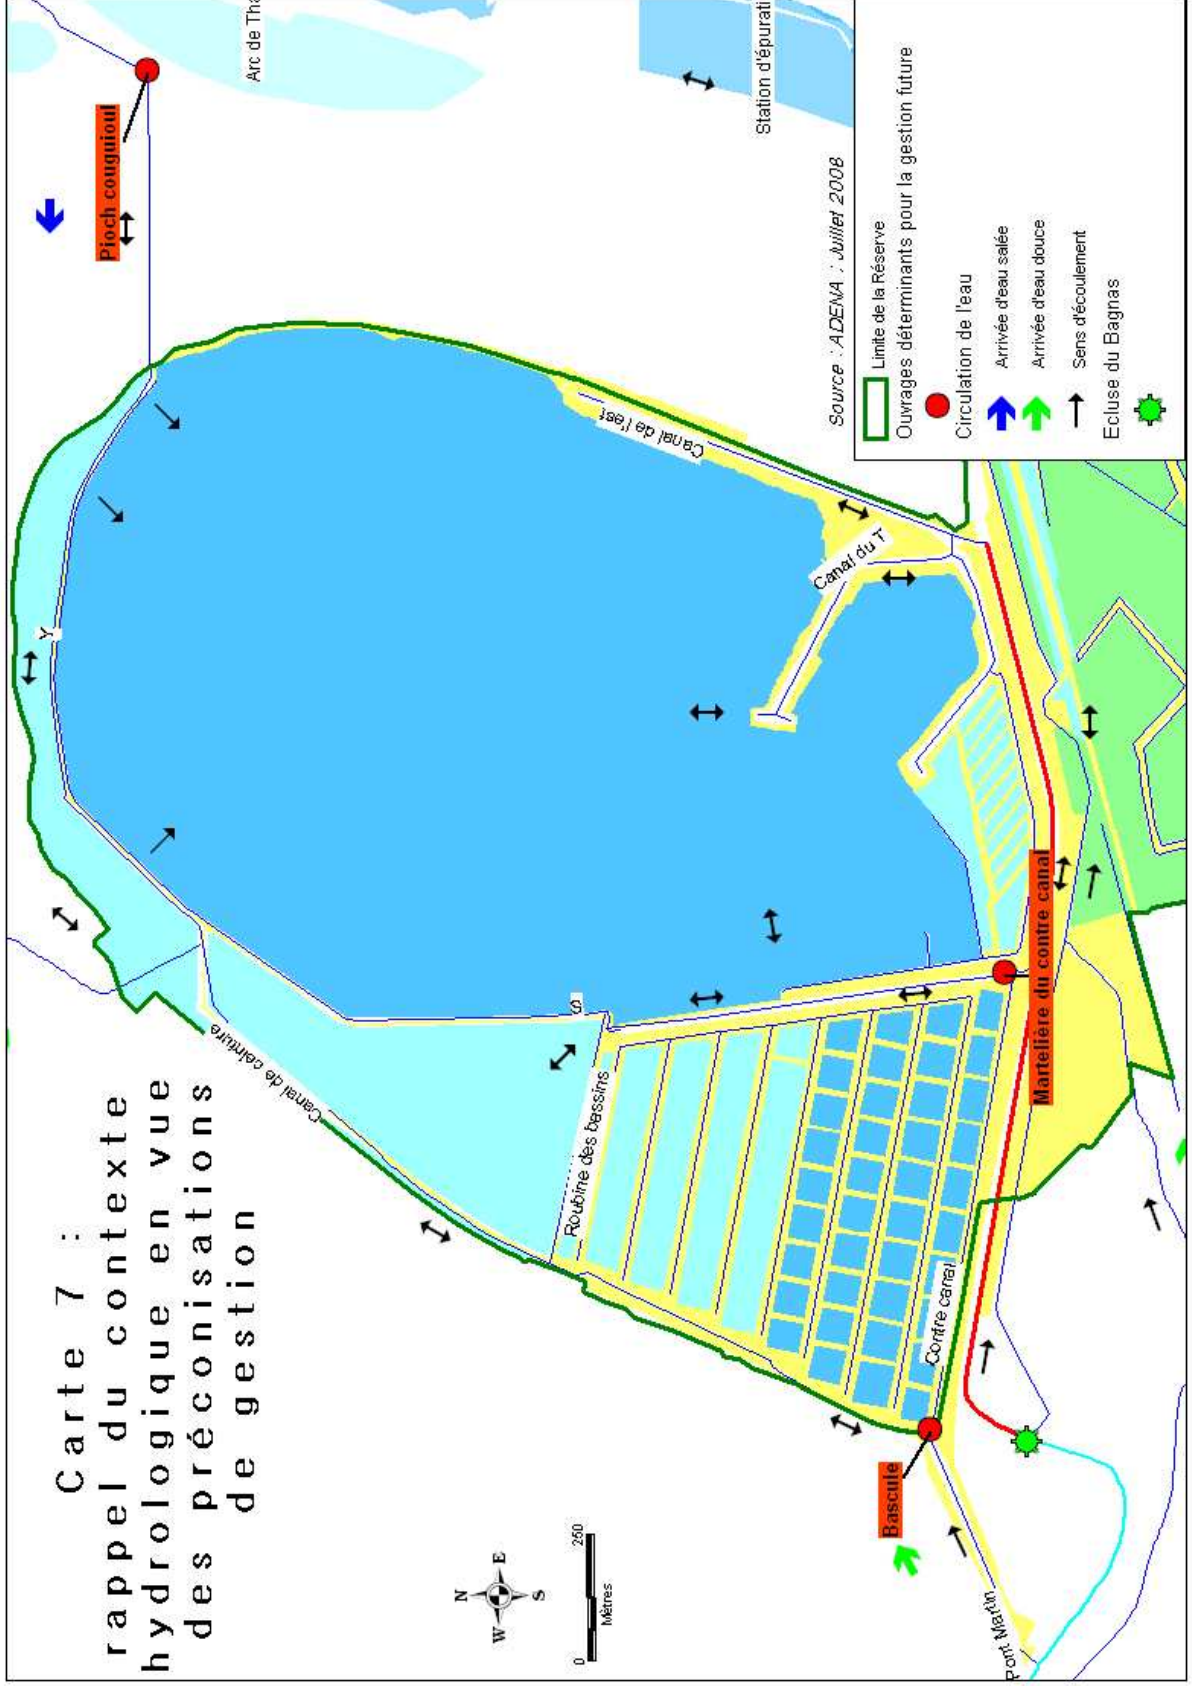 Carte 7 :
rappel du contexte
hydrologique en vue
des préconisations
de gestion
Pioch couguioul
Arc de Tha
Station d'épurati
Y
Canal de l'est
Canal du T
Canal de ceinture
S
Roubine des bassins
Contre canal
Martelière du contre canal
Bascule
Pont Martin
N
W
E
S
0
250
Mètres
Source : ADENA : Juillet 2008
Limite de la Réserve
Ouvrages déterminants pour la gestion future
Circulation de l'eau
Arrivée d'eau salée
Arrivée d'eau douce
Sens d'écoulement
Ecluse du Bagnas